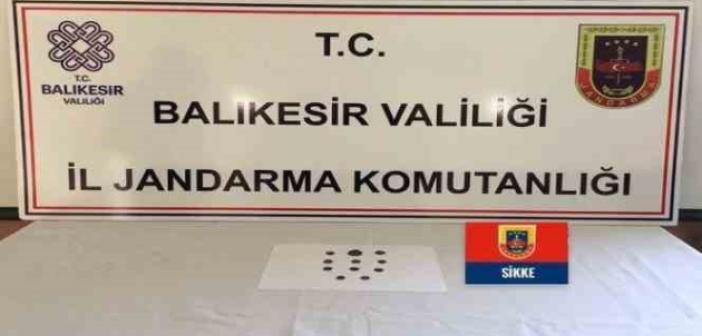 T.C.
BALIKESİR
VALİLİĞİ
T.C.
BALIKESİR VALİLİĞİ
İL JANDARMA KOMUTANLIĞI
JANDARMA
SİKKE